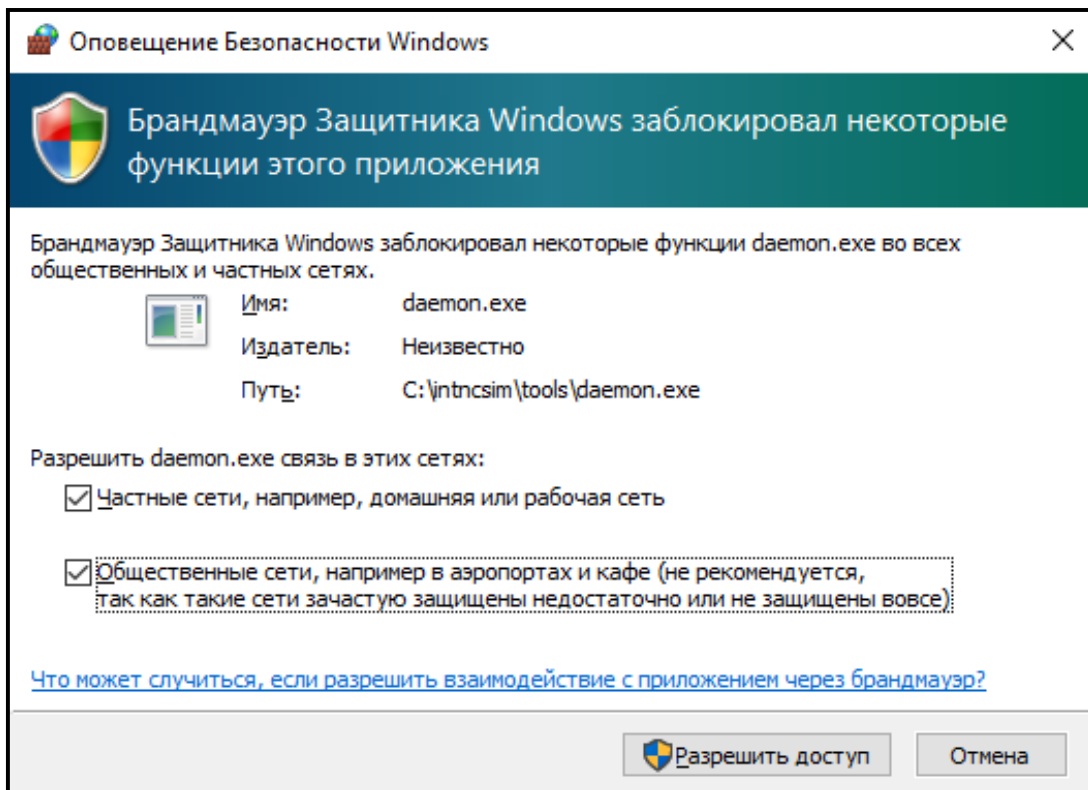 Оповещение Безопасности Windows
Брандмауэр Защитника Windows заблокировал некоторые
функции этого приложения
Брандмауэр Защитника Windows заблокировал некоторые функции daemon.exe во всех
общественных и частных сетях.
Имя: daemon.exe
Издатель: Неизвестно
Путь: C:\intncsim\tools\daemon.exe
Разрешить daemon.exe связь в этих сетях:
Частные сети, например, домашняя или рабочая сеть
Общественные сети, например в аэропортах и кафе (не рекомендуется,
так как такие сети зачастую защищены недостаточно или не защищены вовсе)
Что может случиться, если разрешить взаимодействие с приложением через брандмауэр?
Разрешить доступ Отмена